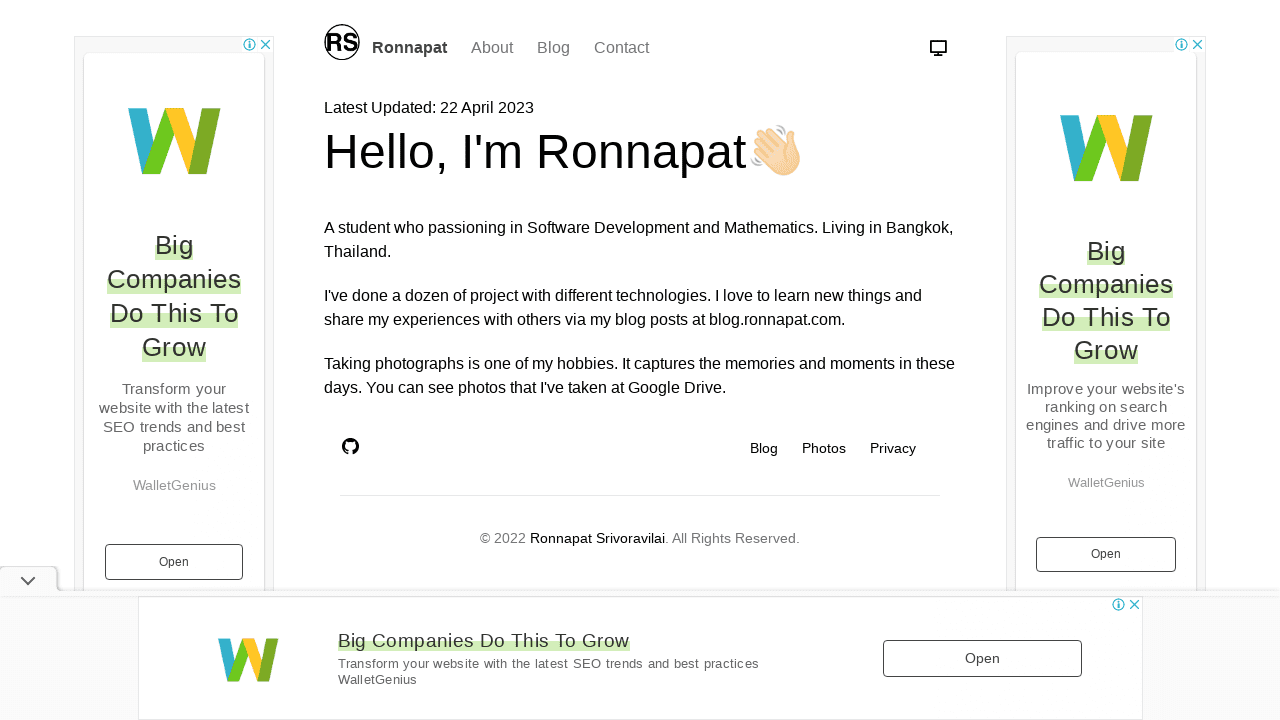 RS
Ronnapat
About
Blog
Contact
Latest Updated: 22 April 2023
Hello, I'm Ronnapat👋🏻
A student who passioning in Software Development and Mathematics. Living in Bangkok,
Thailand.
I've done a dozen of project with different technologies. I love to learn new things and
share my experiences with others via my blog posts at blog.ronnapat.com.
Taking photographs is one of my hobbies. It captures the memories and moments in these
days. You can see photos that I've taken at Google Drive.
Blog
Photos
Privacy
© 2022 Ronnapat Srivoravilai. All Rights Reserved.
W
Big
Companies
Do This To
Grow
Transform your
website with the latest
SEO trends and best
practices
WalletGenius
Open
W
Big
Companies
Do This To
Grow
Improve your website's
ranking on search
engines and drive more
traffic to your site
WalletGenius
Open
W
Big Companies Do This To Grow
Transform your website with the latest SEO trends and best practices
WalletGenius
Open